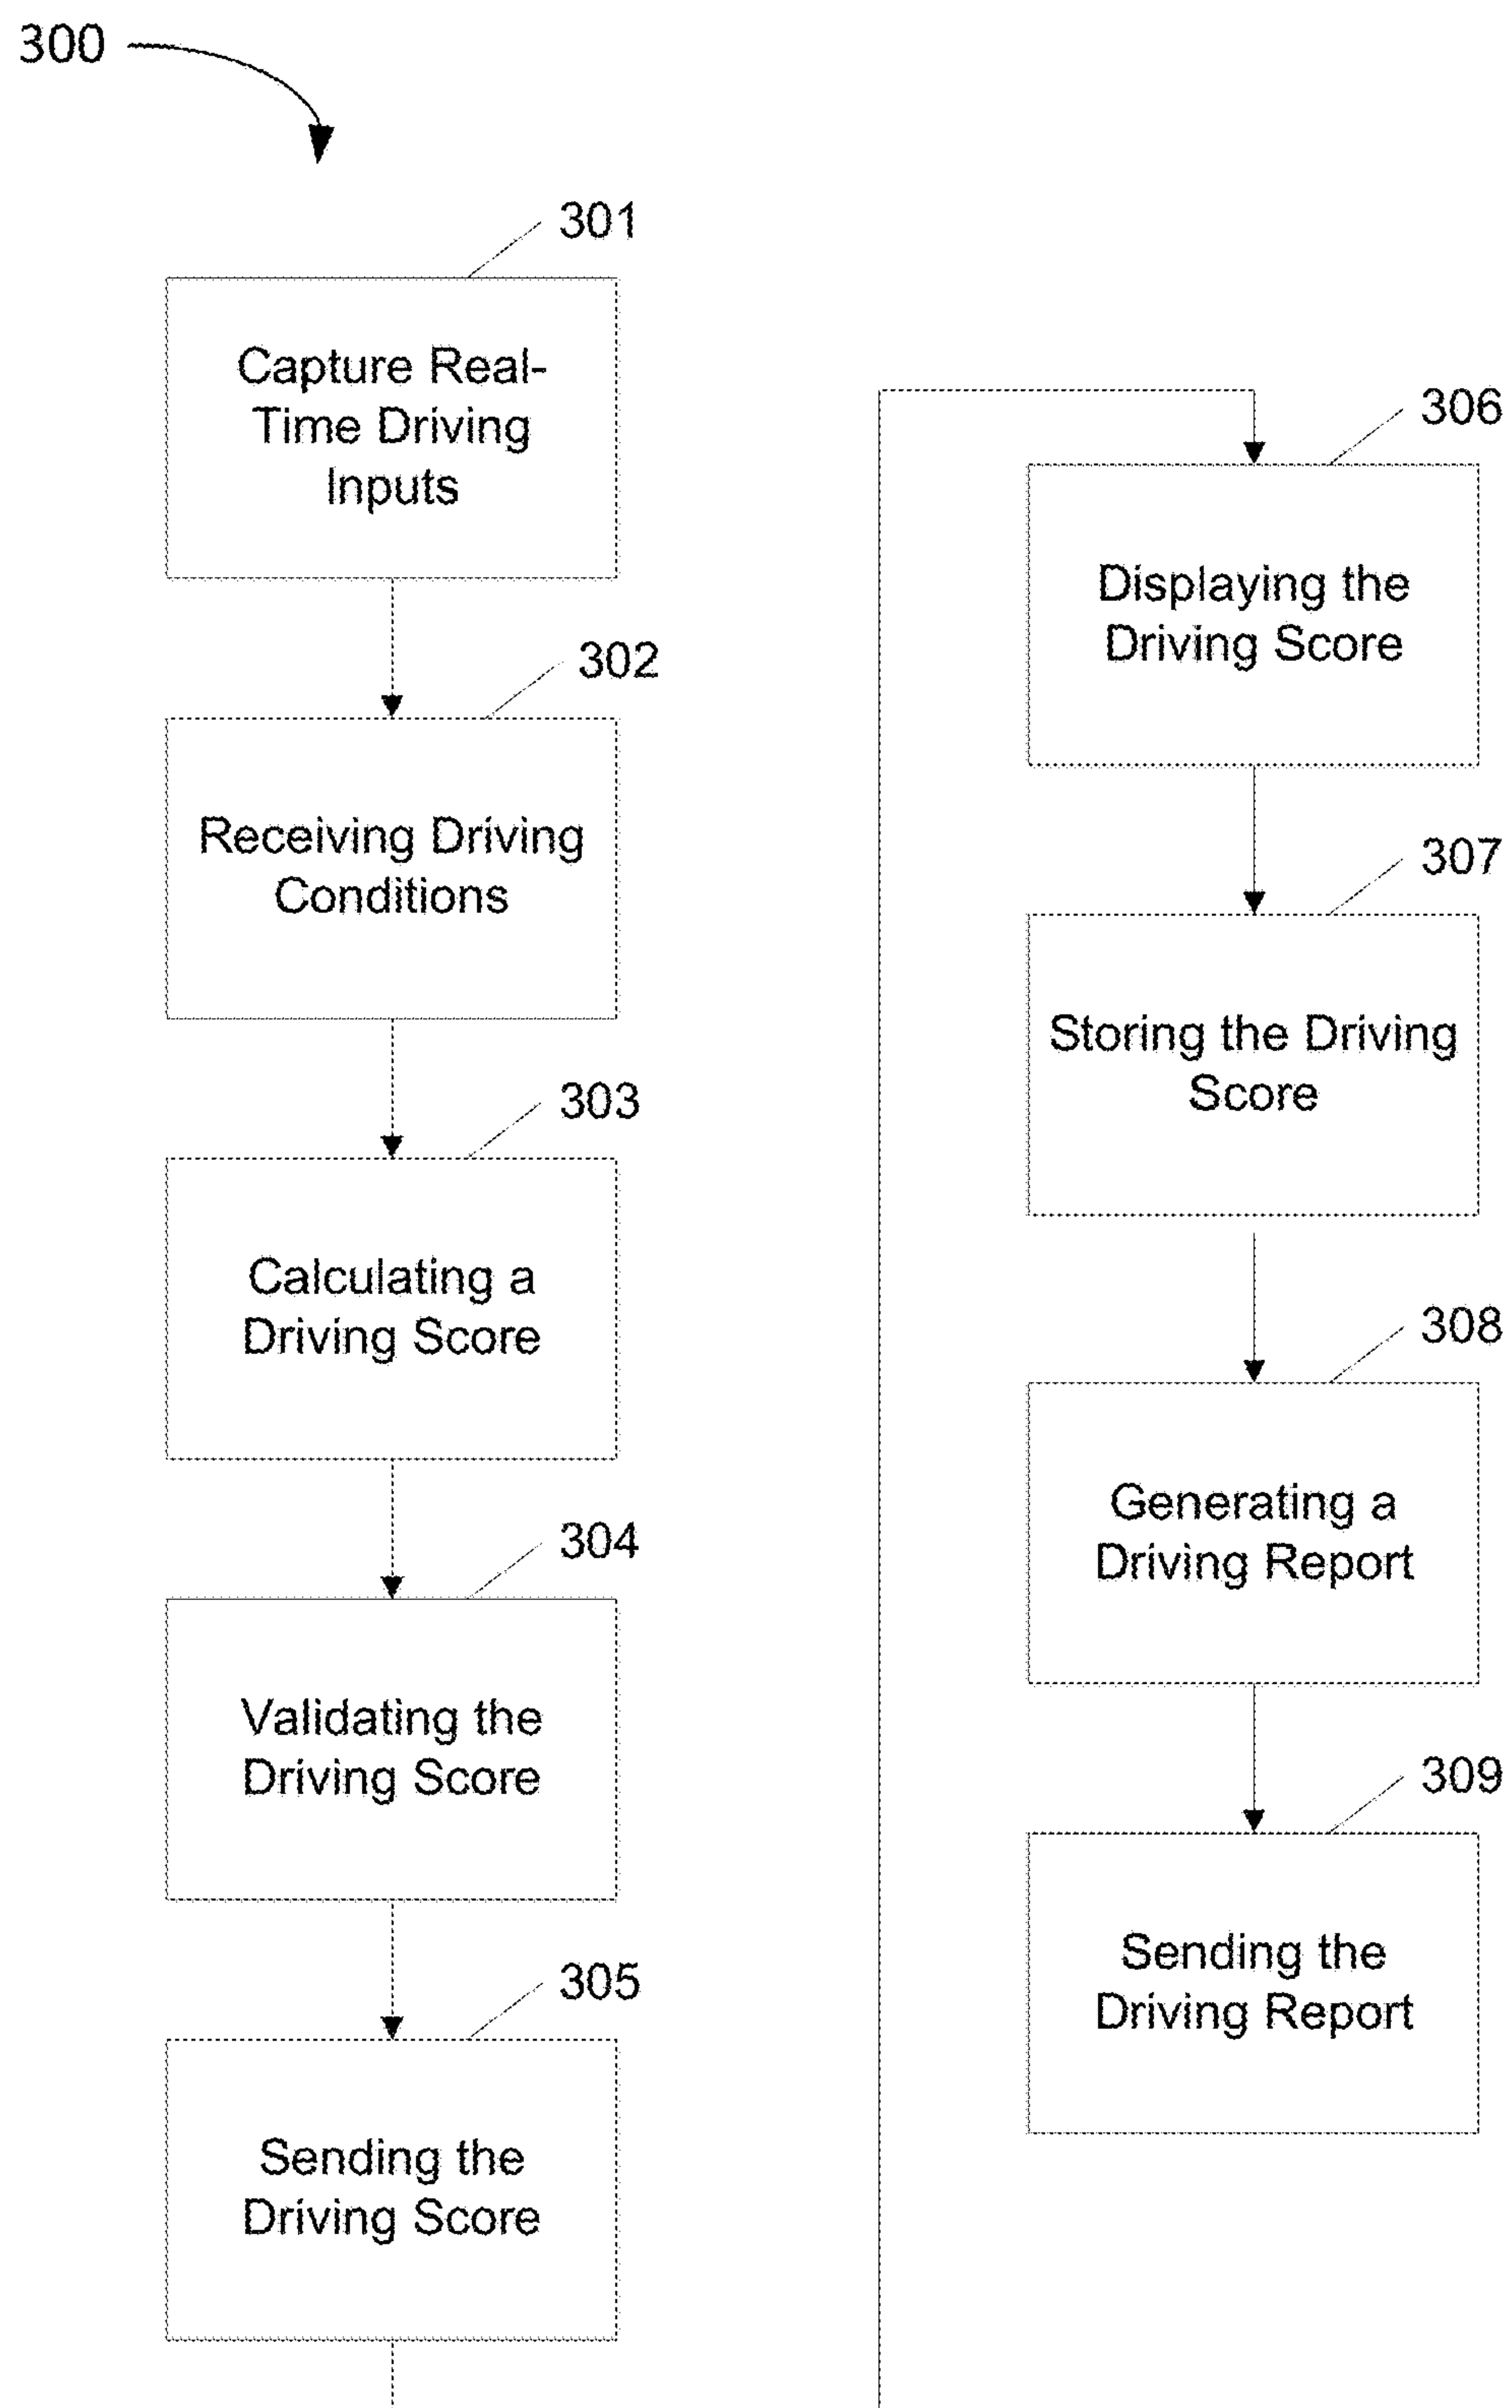 300
301
Capture Real-
Time Driving
Inputs
302
Receiving Driving
Conditions
303
Calculating a
Driving Score
304
Validating the
Driving Score
305
Sending the
Driving Score
306
Displaying the
Driving Score
307
Storing the Driving
Score
308
Generating a
Driving Report
309
Sending the
Driving Report